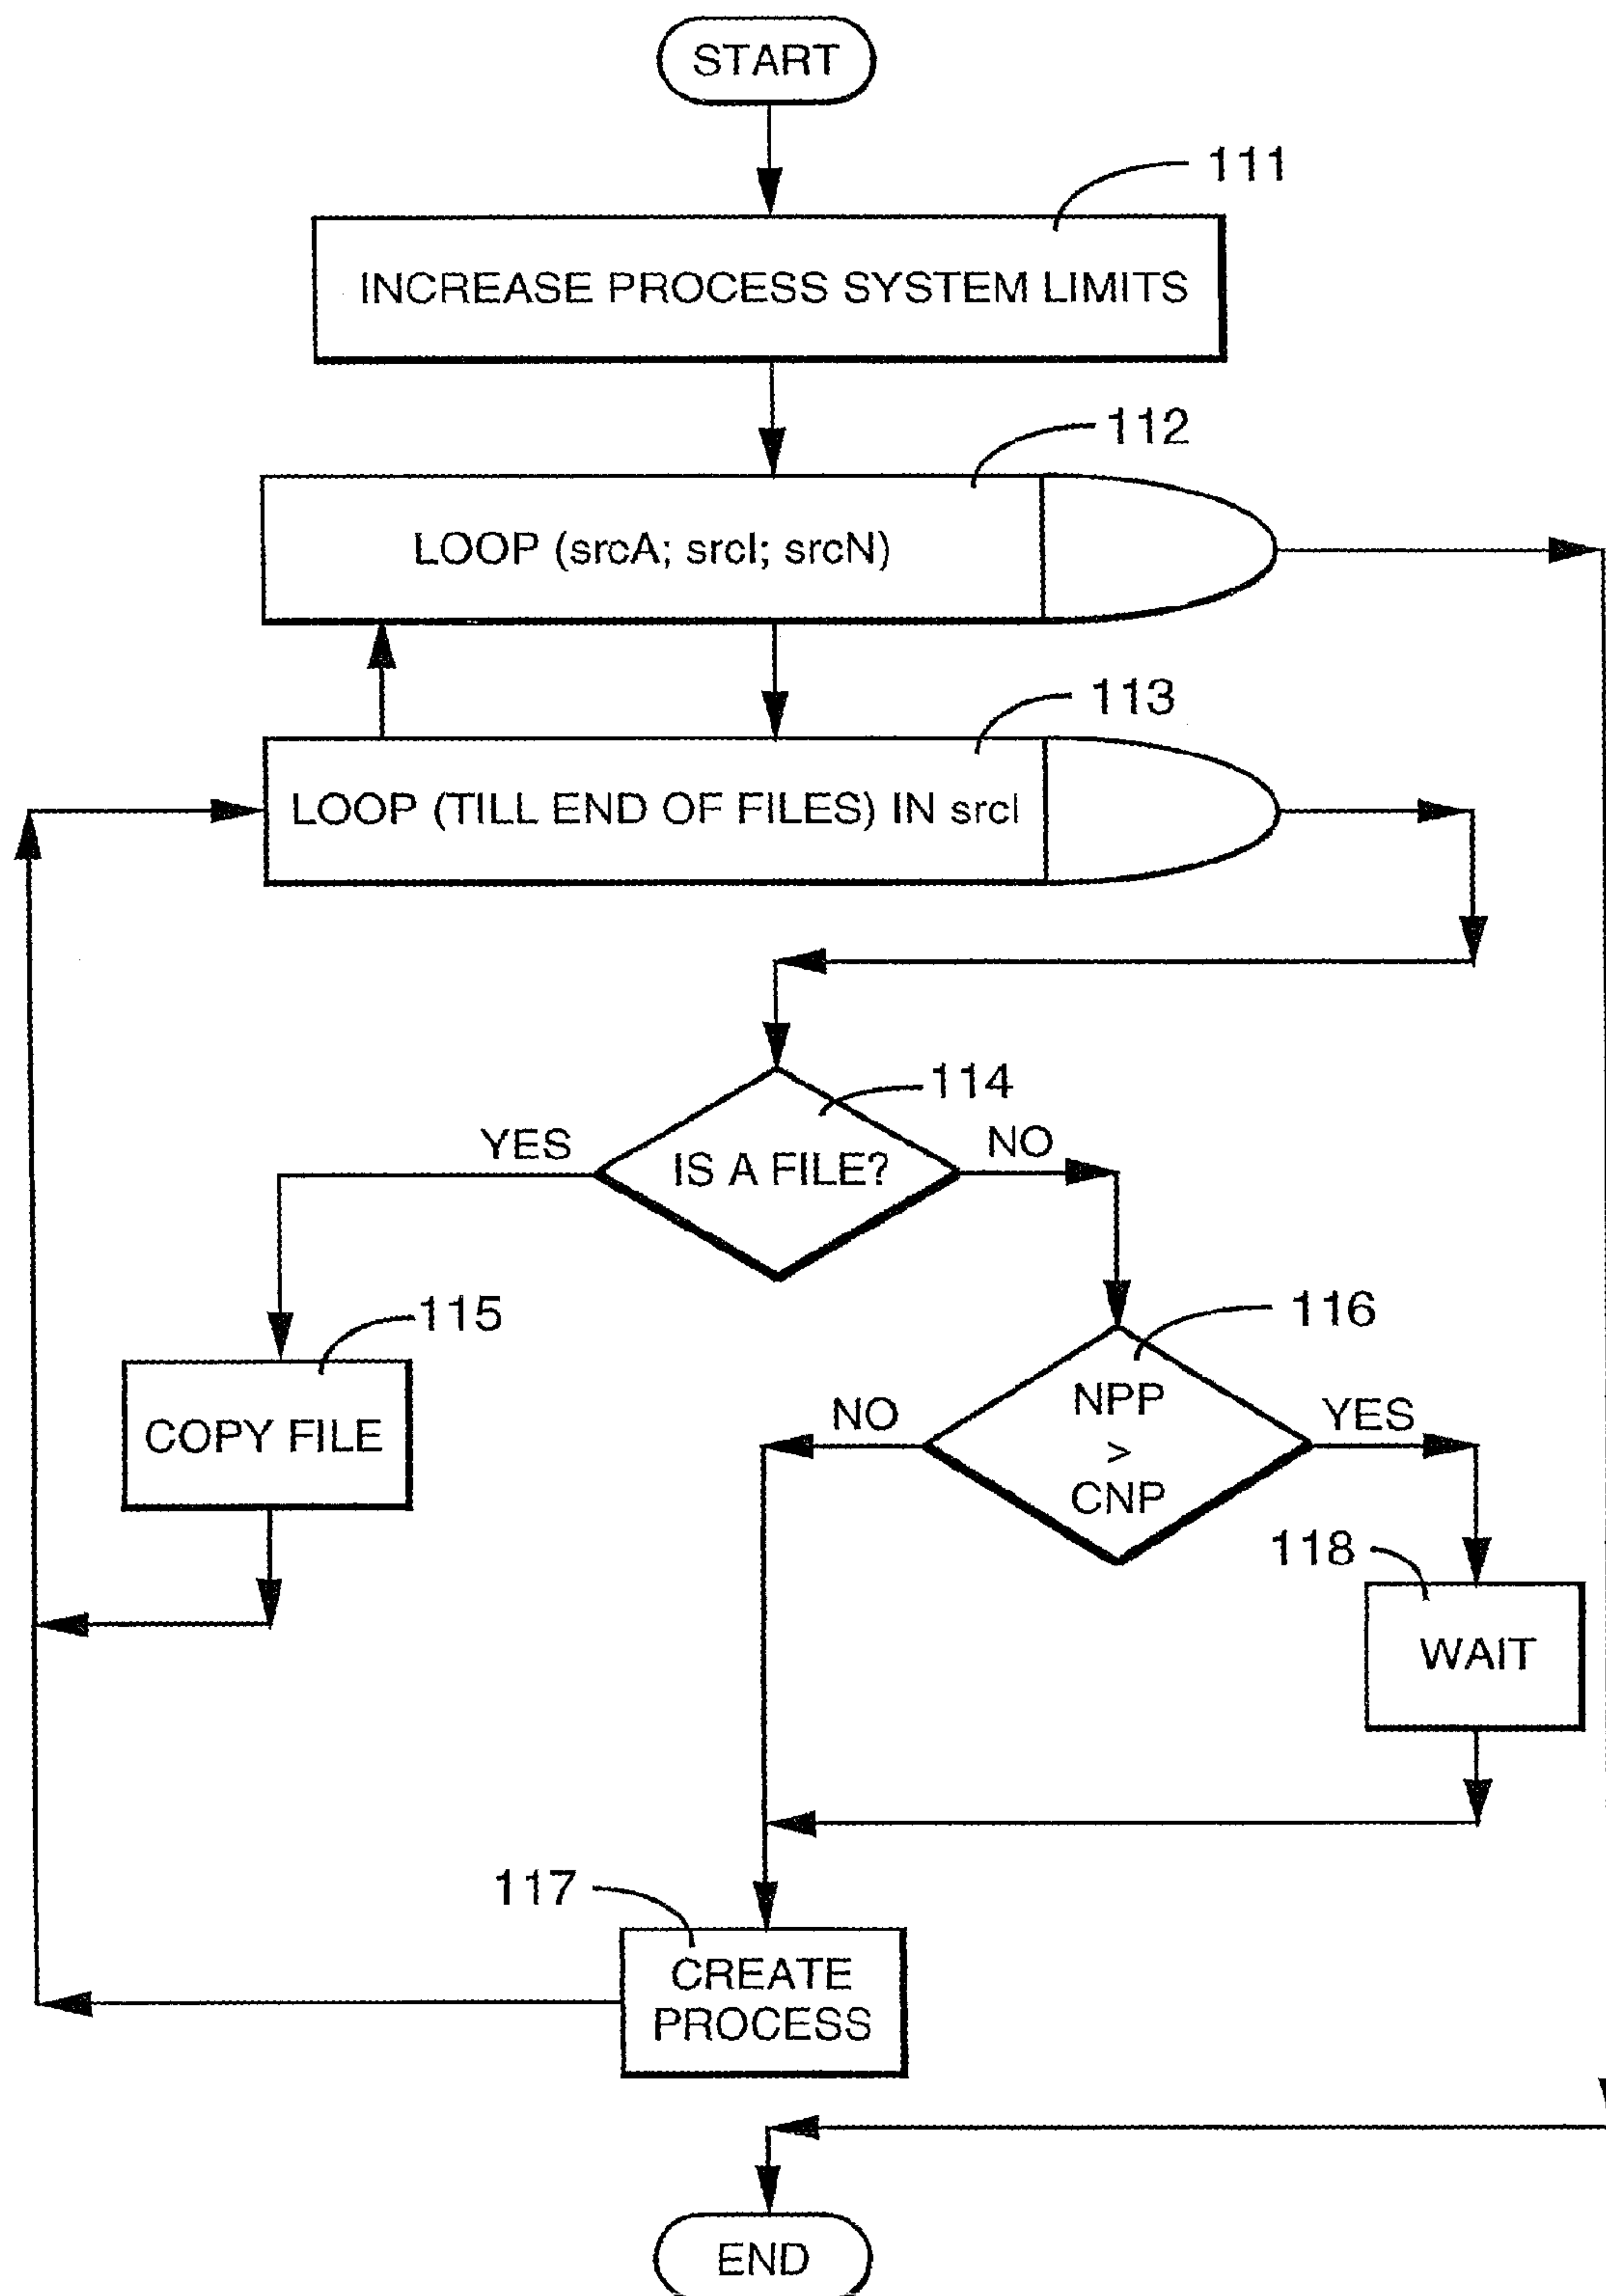 START
111
INCREASE PROCESS SYSTEM LIMITS
112
LOOP (srcA; srcI; srcN)
113
LOOP (TILL END OF FILES) IN srcI
114
YES
NO
IS A FILE?
115
116
COPY FILE
NO
NPP
>
CNP
YES
118
WAIT
117
CREATE
PROCESS
END